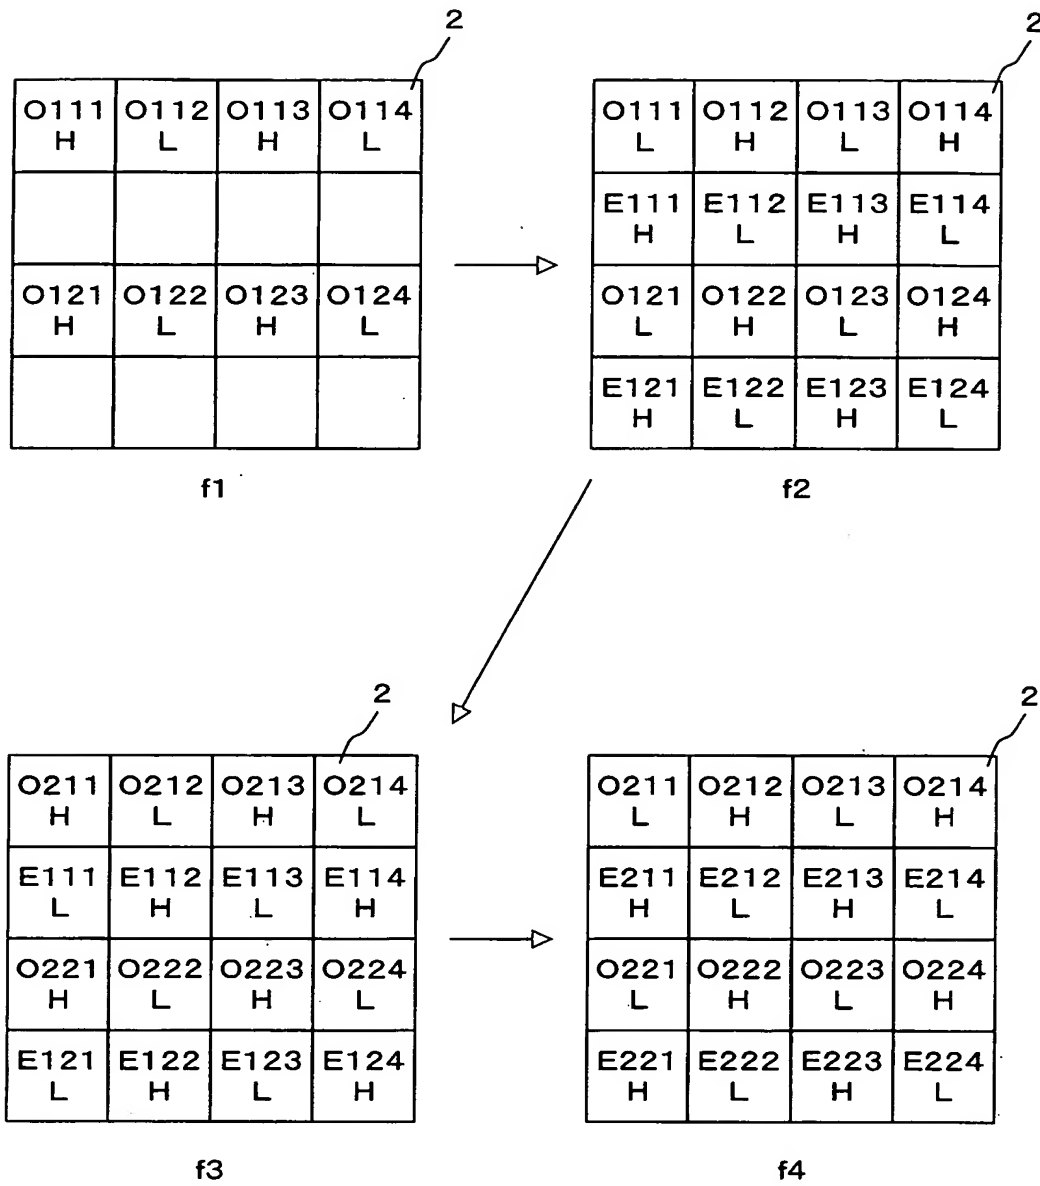 2
O111 O112 O113 O114
H L H L
O121 O122 O123 O124
H L H L
f1
2
O111 O112 O113 O114
L H L H
E111 E112 E113 E114
H L H L
O121 O122 O123 O124
L H L H
E121 E122 E123 E124
H L H L
f2
2
O211 O212 O213 O214
H L H L
E111 E112 E113 E114
L H L H
O221 O222 O223 O224
H L H L
E121 E122 E123 E124
L H L H
f3
2
O211 O212 O213 O214
L H L H
E211 E212 E213 E214
H L H L
O221 O222 O223 O224
L H L H
E221 E222 E223 E224
H L H L
f4